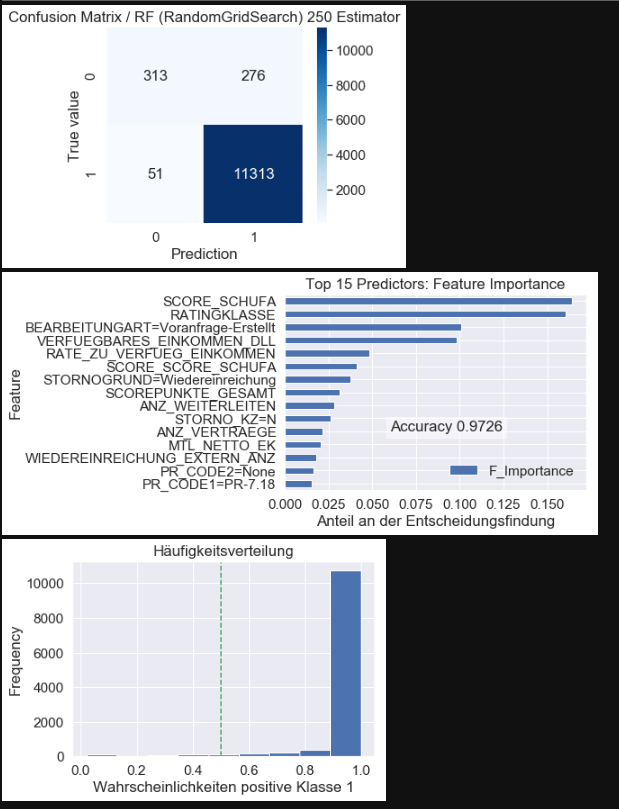 Confusion Matrix / RF (RandomGridSearch) 250 Estimator
True value
0
1
313
276
51
11313
0
1
Prediction
10000
8000
6000
4000
2000
Top 15 Predictors: Feature Importance
Feature
SCORE_SCHUFA
RATINGKLASSE
BEARBEITUNGART=Voranfrage-Erstellt
VERFUEGBARES_EINKOMMEN_DLL
RATE_ZU_VERFUEG_EINKOMMEN
SCORE_SCORE_SCHUFA
STORNOGRUND=Wiedereinreichung
SCOREPUNKTE_GESAMT
ANZ_WEITERLEITEN
STORNO_KZ=N
ANZ_VERTRAEGE
MTL_NETTO_EK
WIEDEREINREICHUNG_EXTERN_ANZ
PR_CODE2=None
PR_CODE1=PR-7.18
Accuracy 0.9726
F_Importance
0.000 0.025 0.050 0.075 0.100 0.125 0.150
Anteil an der Entscheidungsfindung
Häufigkeitsverteilung
Frequency
10000
8000
6000
4000
2000
0
0.0 0.2 0.4 0.6 0.8 1.0
Wahrscheinlichkeiten positive Klasse 1